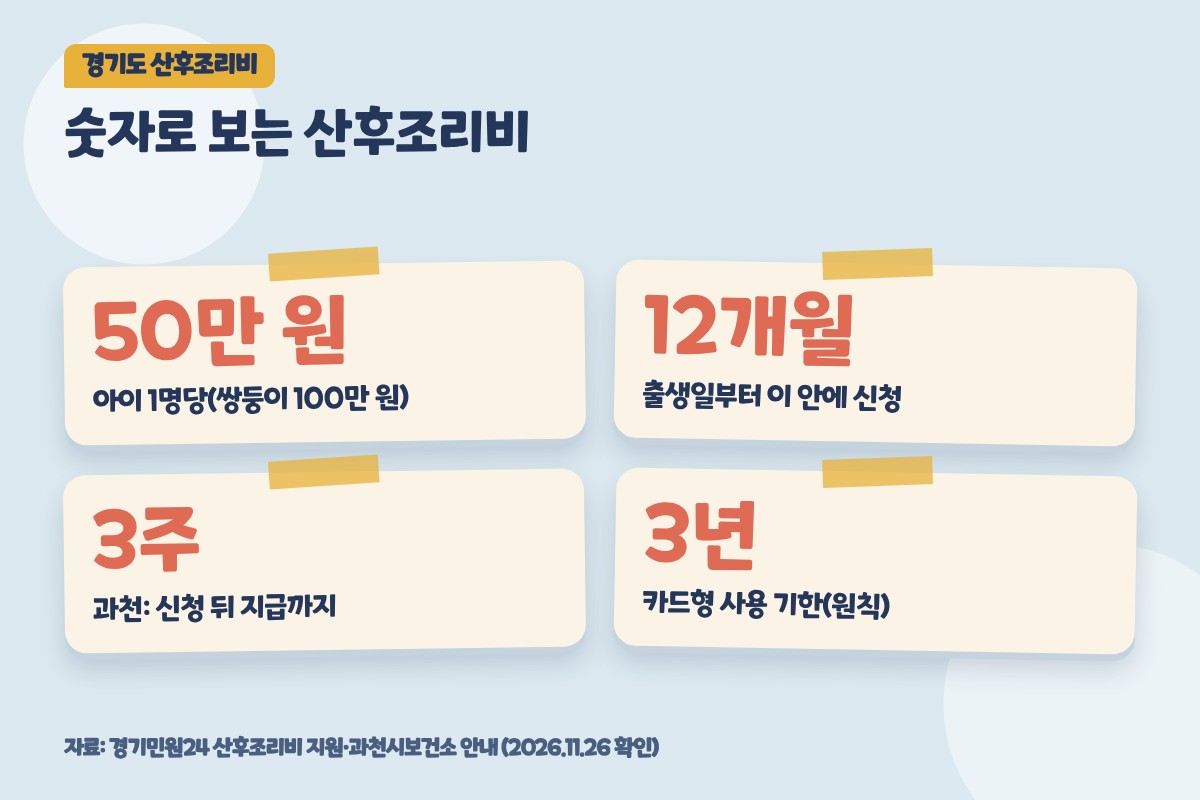 경기도 산후조리비
숫자로 보는 산후조리비
50만 원
아이 1명당(쌍둥이 100만 원)
12개월
출생일부터 이 안에 신청
3주
과천: 신청 뒤 지급까지
3년
카드형 사용 기한(원칙)
자료: 경기민원24 산후조리비 지원·과천시보건소 안내 (2026.11.26 확인)